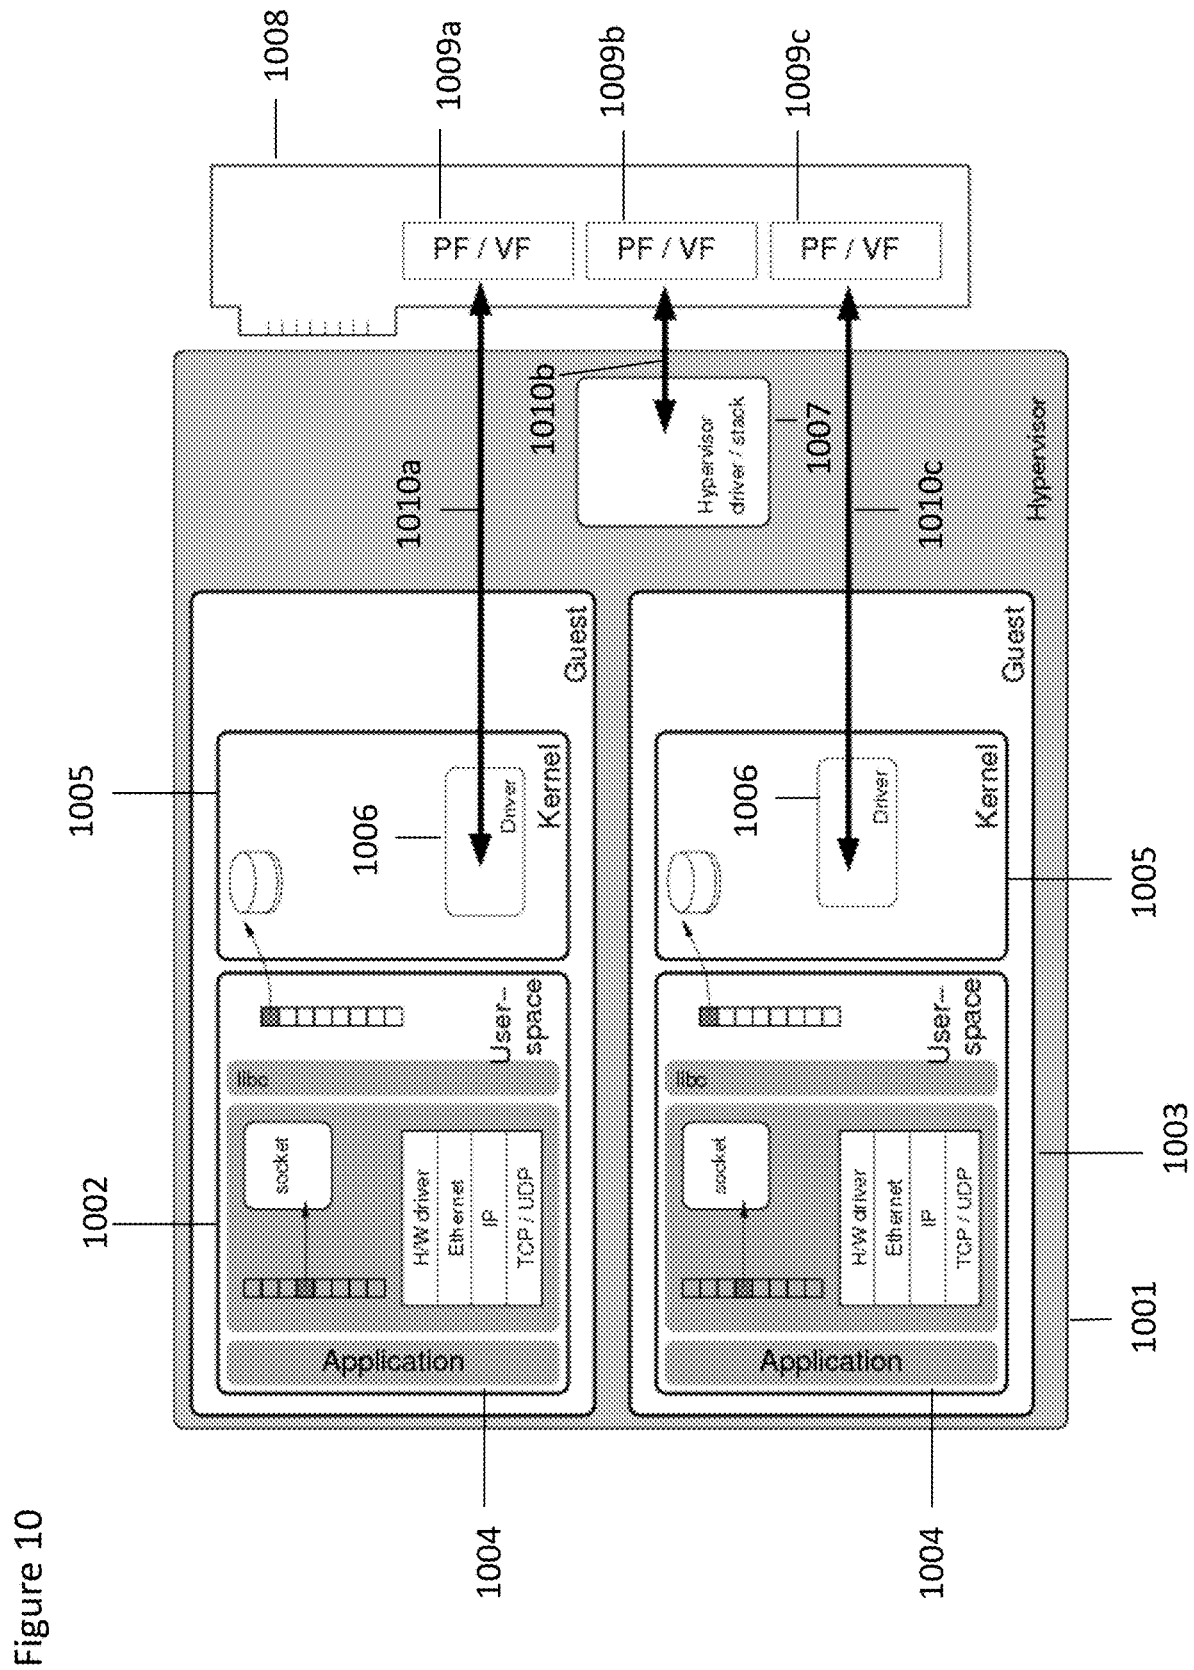 Figure 10
1004
1002
1005
Application
H/W driver
Ethernet
IP
TCP / UDP
socket
libc
User–
space
1006
Driver
Kernel
Guest
1010a
1004
1001
1003
1005
Application
H/W driver
Ethernet
IP
TCP / UDP
socket
libc
User–
space
1006
Driver
Kernel
Guest
1010c
Hypervisor
driver / stack
1007
1010b
Hypervisor
PF / VF
PF / VF
PF / VF
1008
1009a
1009b
1009c